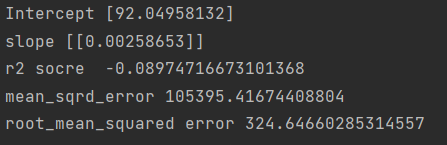 Intercept [92.04958132]
slope [[0.00258653]]
r2 socre  -0.08974716673101368
mean_sqrd_error 105395.41674408804
root_mean_squared error 324.64660285314557